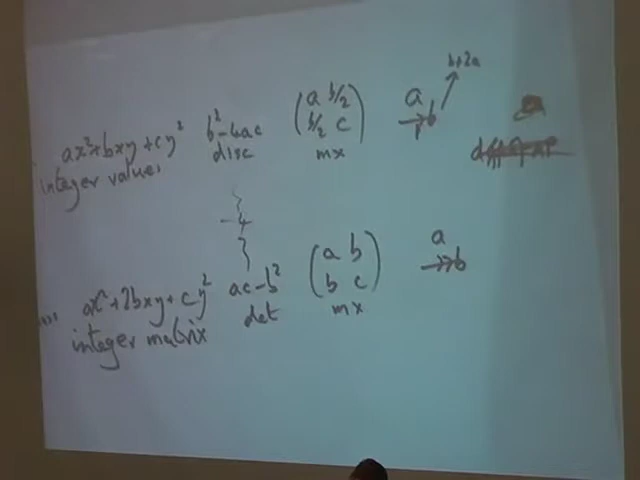 b+2a
ax²+bxy+cy² b²-4ac (a b/2 b/2 c) a → b
integer values disc mx
-4
ax²+2bxy+cy² ac-b² (a b b c) a → b
integer matrix det mx